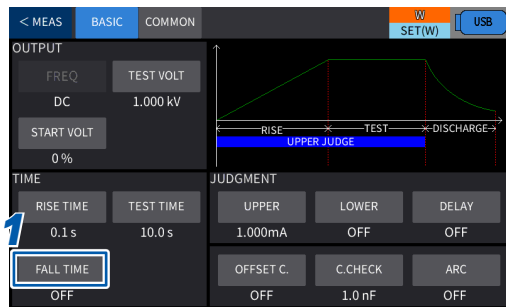 < MEAS BASIC COMMON W SET(W) USB
OUTPUT
FREQ TEST VOLT
DC 1.000 kV
START VOLT
0 %
RISE TEST DISCHARGE
UPPER JUDGE
TIME
RISE TIME TEST TIME
0.1 s 10.0 s
1
FALL TIME
OFF
JUDGMENT
UPPER LOWER DELAY
1.000mA OFF OFF
OFFSET C. C.CHECK ARC
OFF 1.0 nF OFF